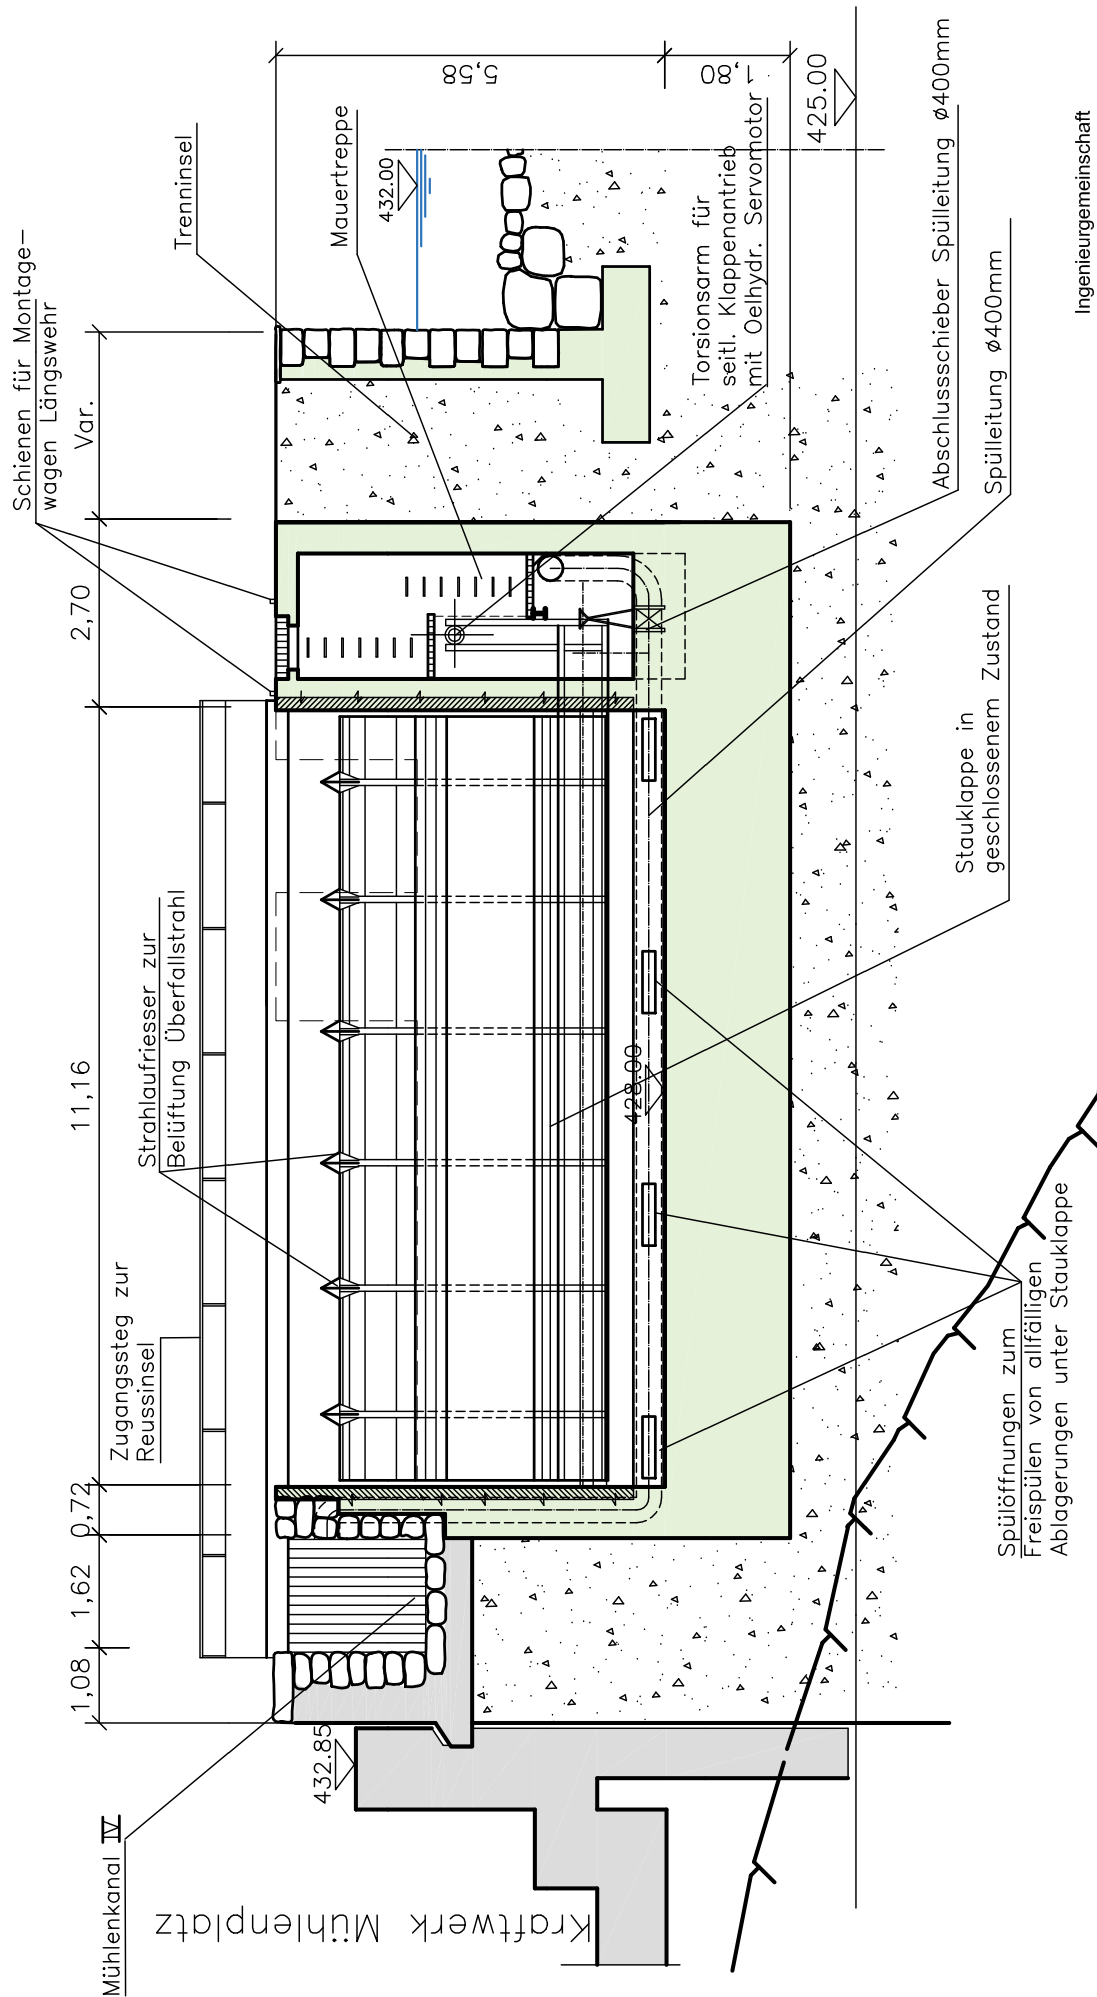 Schienen für Montage-
wagen Längswehr
Trenninsel
Mauertreppe
432.00
5,58
1,80
425.00
Var.
2,70
11,16
0,72
1,62
1,08
Torsionsarm für
seitl. Klappenantrieb
mit Oelhydr. Servomotor
Abschlussschieber Spülleitung ø400mm
Spülleitung ø400mm
Ingenieurgemeinschaft
Strahlaufriesser zur
Belüftung Überfallstrahl
Zugangssteg zur
Reussinsel
428.00
Stauklappe in
geschlossenem Zustand
Spülöffnungen zum
Freispülen von allfälligen
Ablagerungen unter Stauklappe
432.85
Mühlenkanal IV
Kraftwerk Mühlenplatz